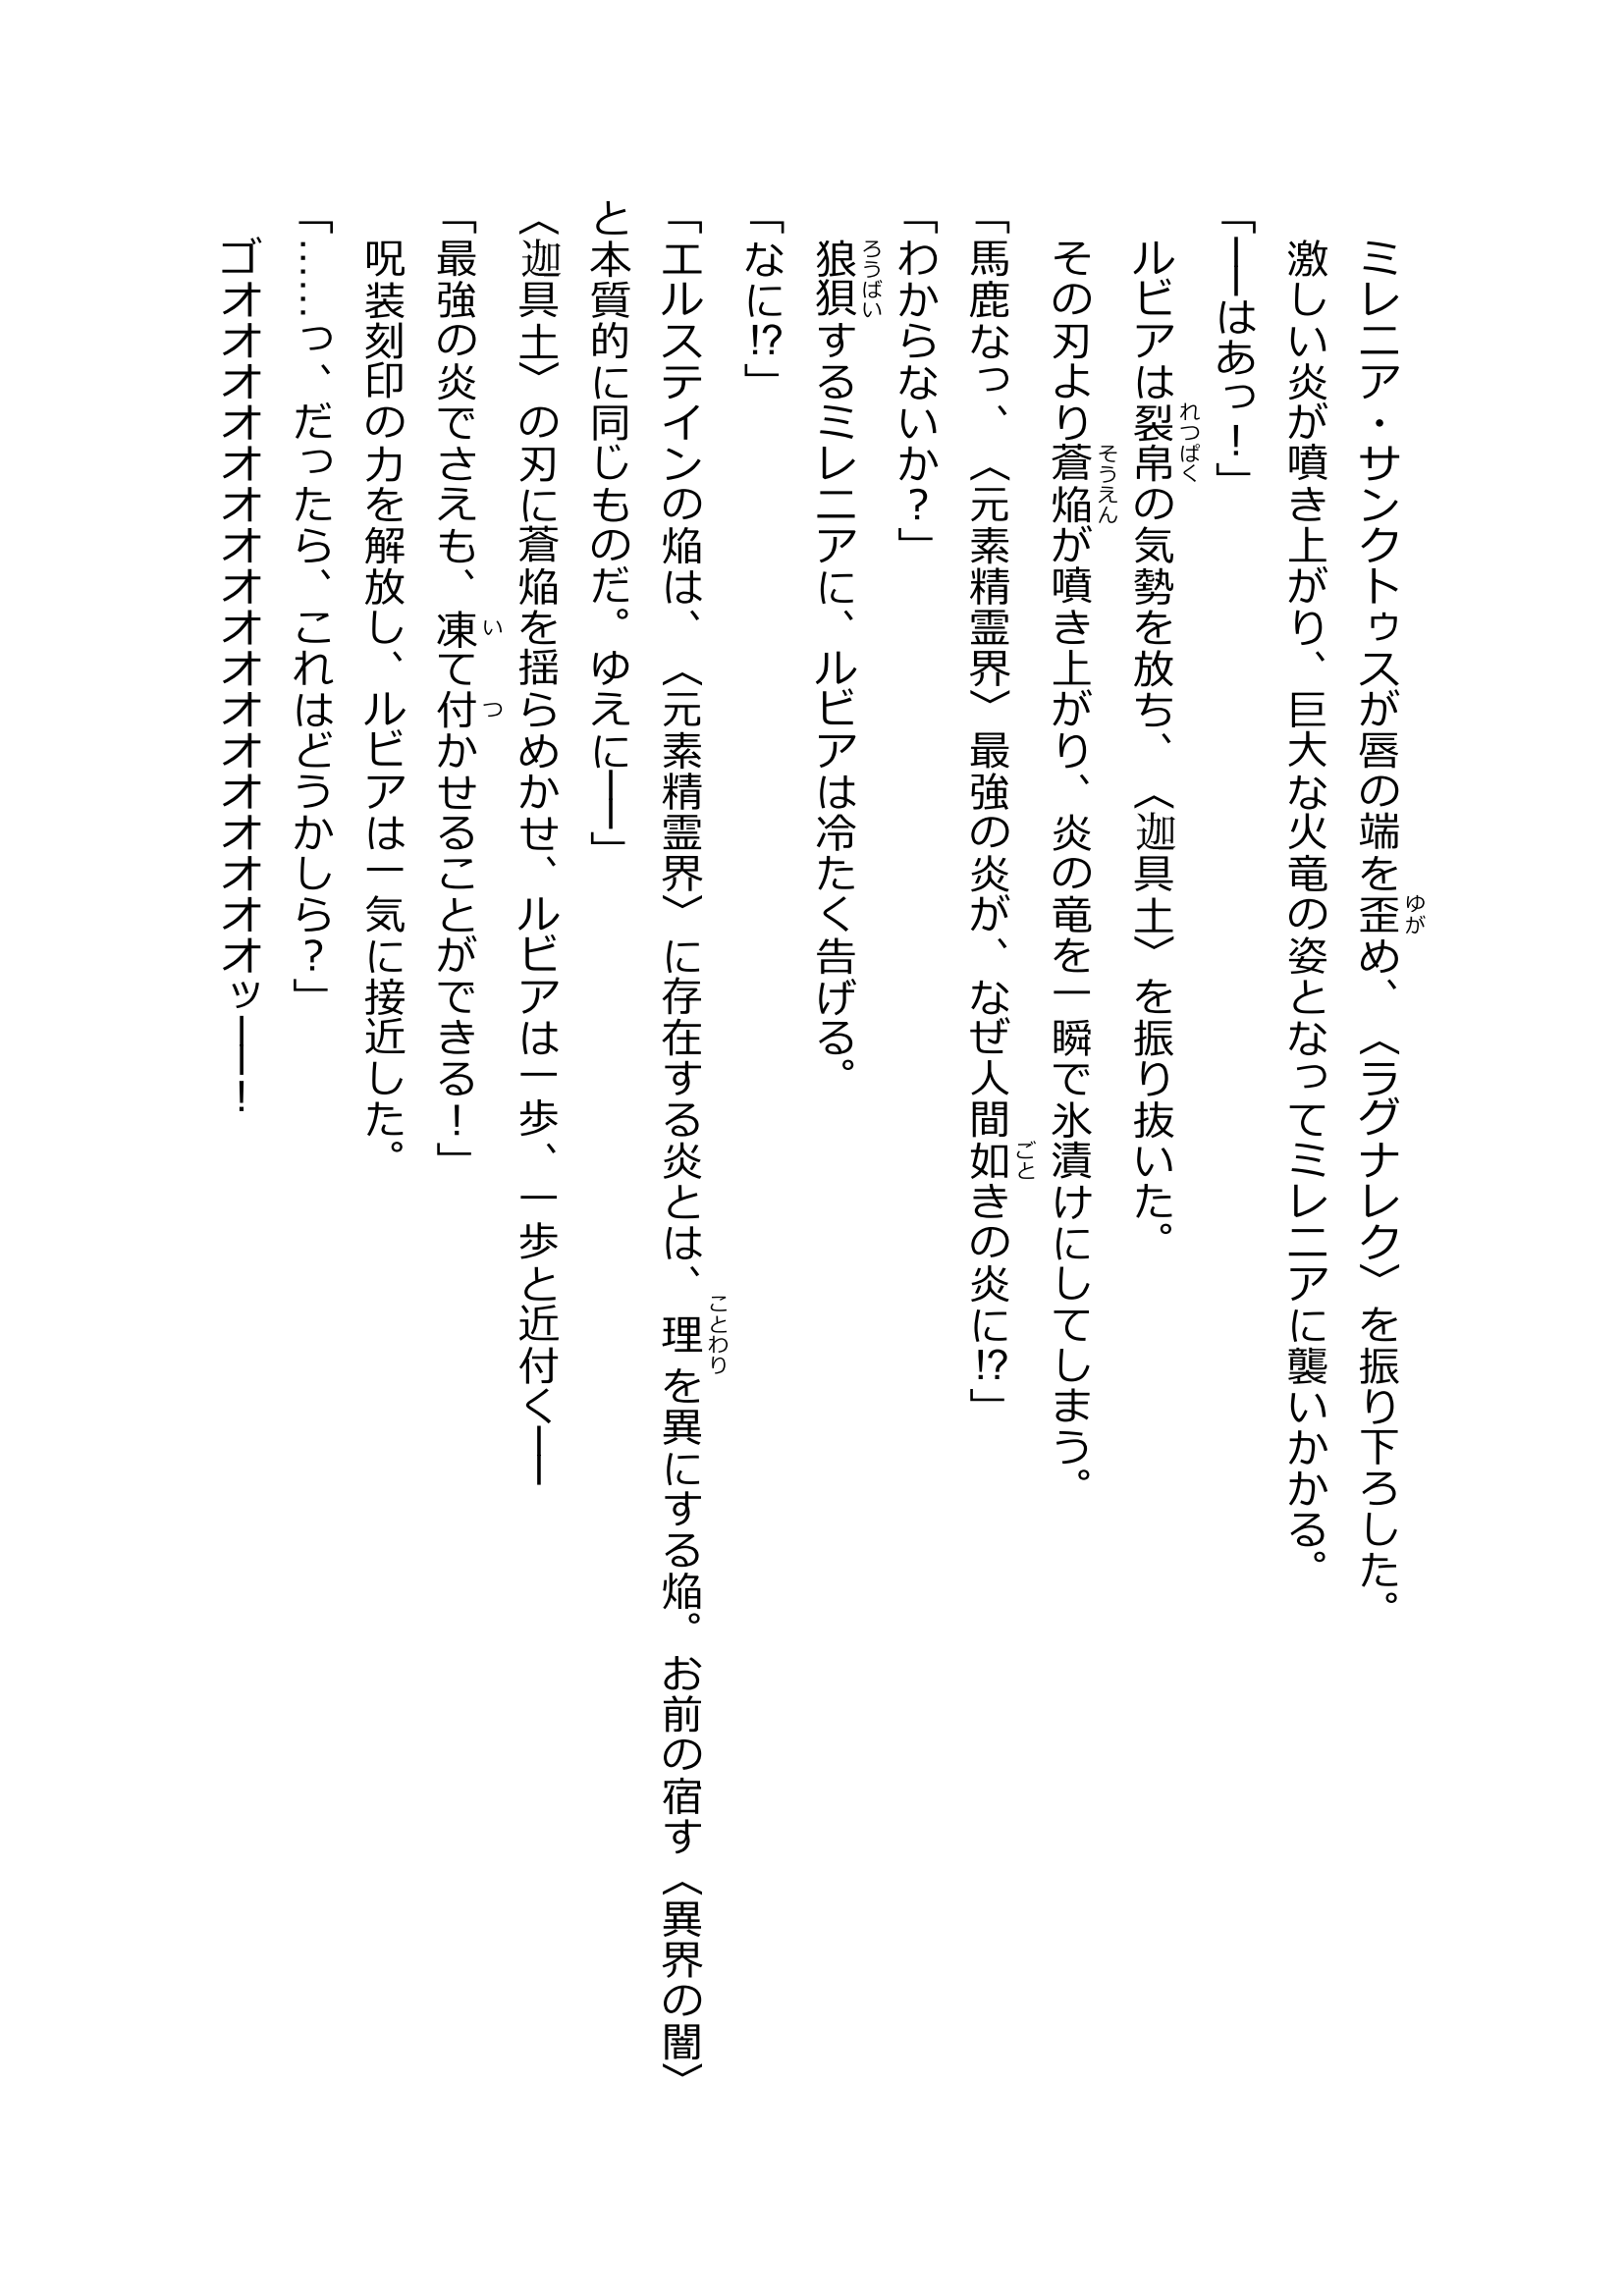 ミレニア・サンクトゥスが唇の端を歪め、〈ラグナレク〉を振り下ろした。
激しい炎が噴き上がり、巨大な火竜の姿となってミレニアに襲いかかる。
「――はあっ！」
ルビアは裂帛の気勢を放ち、〈迦具土〉を振り抜いた。
その刃より蒼焔が噴き上がり、炎の竜を一瞬で氷漬けにしてしまう。
「馬鹿なっ、〈元素精霊界〉最強の炎が、なぜ人間如きの炎に!?」
「わからないか？」
狼狽するミレニアに、ルビアは冷たく告げる。
「なに!?」
「エルステインの焔は、〈元素精霊界〉に存在する炎とは、理を異にする焔。お前の宿す〈異界の闇〉
と本質的に同じものだ。ゆえに――」
〈迦具土〉の刃に蒼焔を揺らめかせ、ルビアは一歩、一歩と近付く――
「最強の炎でさえも、凍て付かせることができる！」
呪装刻印の力を解放し、ルビアは一気に接近した。
「……っ、だったら、これはどうかしら？」
ゴオオオオオオオオオオオオオオオオオッ――！